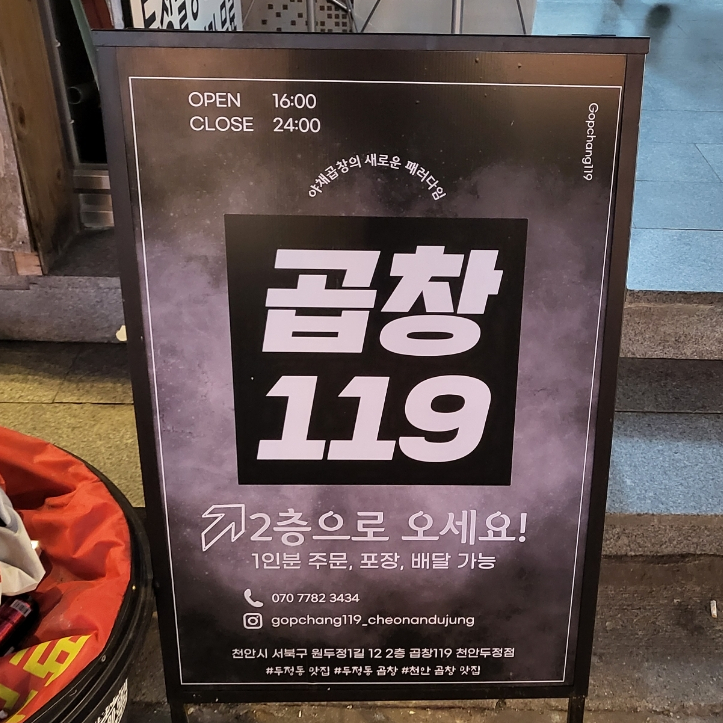 OPEN 16:00
CLOSE 24:00
Gopchang119
야채곱창의 새로운 패러다임
곱창
119
2층으로 오세요!
1인분 주문, 포장, 배달 가능
070 7782 3434
gopchang119_cheonandujung
천안시 서북구 원두정1길 12 2층 곱창119 천안두정점
#두정동 맛집 #두정동 곱창 #천안 곱창 맛집